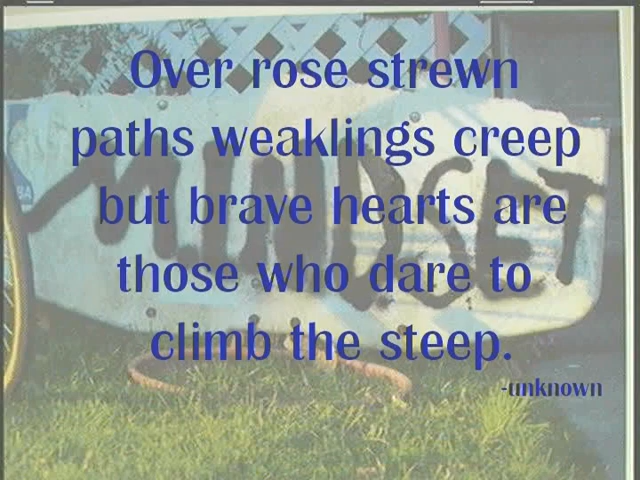 Over rose strewn
paths weaklings creep
but brave hearts are
those who dare to
climb the steep.
-unknown
MINDSET